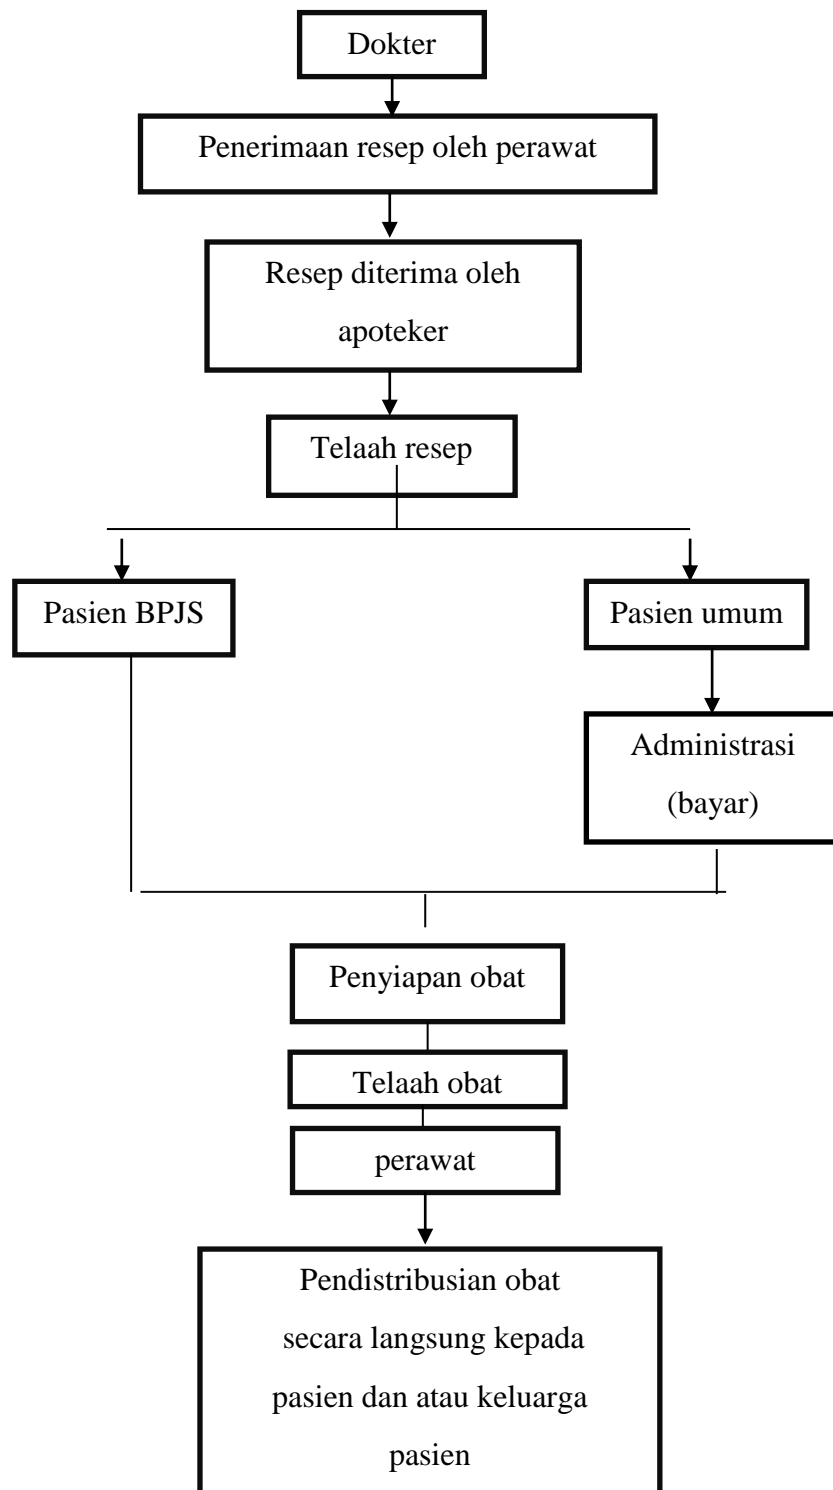 Dokter
Penerimaan resep oleh perawat
Resep diterima oleh
apoteker
Telaah resep
Pasien BPJS
Pasien umum
Administrasi
(bayar)
Penyiapan obat
Telaah obat
perawat
Pendistribusian obat
secara langsung kepada
pasien dan atau keluarga
pasien